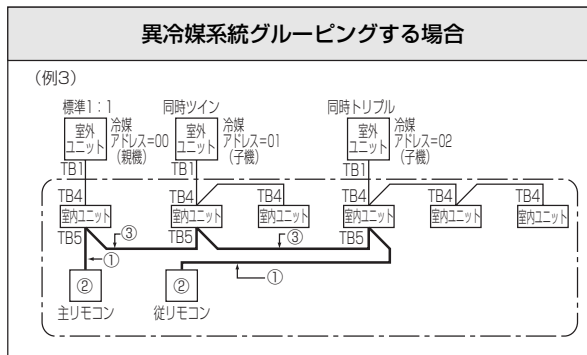 異冷媒系統グルーピングする場合
(例3)
標準1:1
同時ツイン
同時トリプル
室外
ユニット
冷媒
アドレス=00
(親機)
室外
ユニット
冷媒
アドレス=01
(子機)
室外
ユニット
冷媒
アドレス=02
(子機)
TB1
TB1
TB1
TB4
TB4
TB4
TB4
TB4
TB4
室内ユニット
室内ユニット
室内ユニット
室内ユニット
室内ユニット
室内ユニット
TB5
③
TB5
③
TB5
①
①
②
②
主リモコン
従リモコン